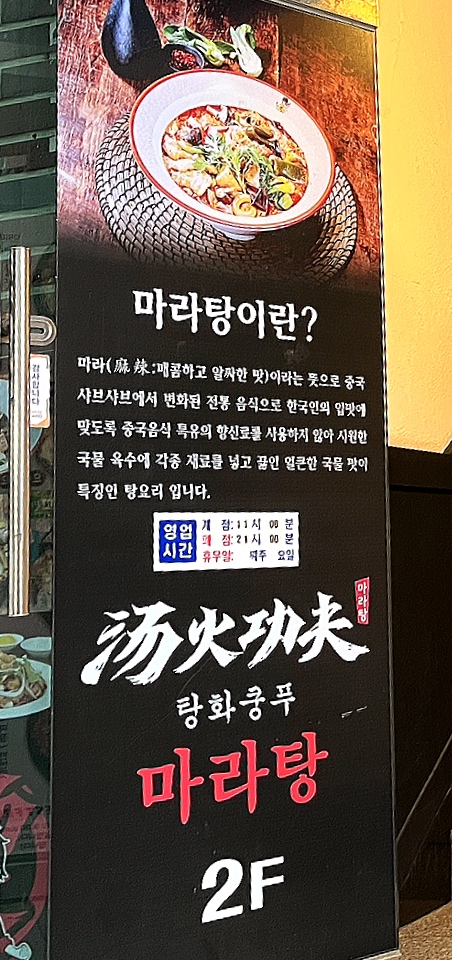 마라탕이란?
마라(麻辣:매콤하고 알싸한 맛)이라는 뜻으로 중국
샤브샤브에서 변화된 전통 음식으로 한국인의 입맛에
맞도록 중국음식 특유의 향신료를 사용하지 않아 시원한
국물 육수에 각종 재료를 넣고 끓인 얼큰한 국물 맛이
특징인 탕요리 입니다.
영업시간
개 점:11시 00 분
폐 점:21시 00 분
휴무일: 매주 요일
감사합니다
汤火功夫
마라탕
탕화쿵푸
마라탕
2F